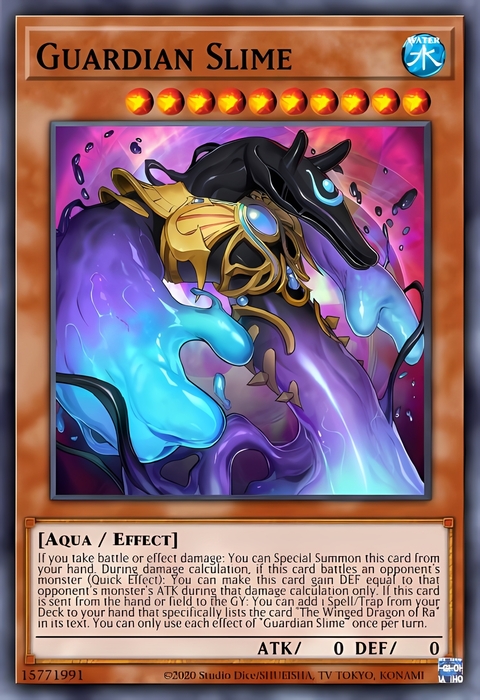 Guardian Slime
WATER
水
[Aqua / Effect]
If you take battle or effect damage: You can Special Summon this card from
your hand. During damage calculation, if this card battles an opponent's
monster (Quick Effect): You can make this card gain DEF equal to that
opponent's monster's ATK during that damage calculation only. If this card
is sent from the hand or field to the GY: You can add 1 Spell/Trap from your
Deck to your hand that specifically lists the card "The Winged Dragon of Ra"
in its text. You can only use each effect of "Guardian Slime" once per turn.
ATK/ 0 DEF/ 0
15771991 ©2020 Studio Dice/SHUEISHA, TV TOKYO, KONAMI